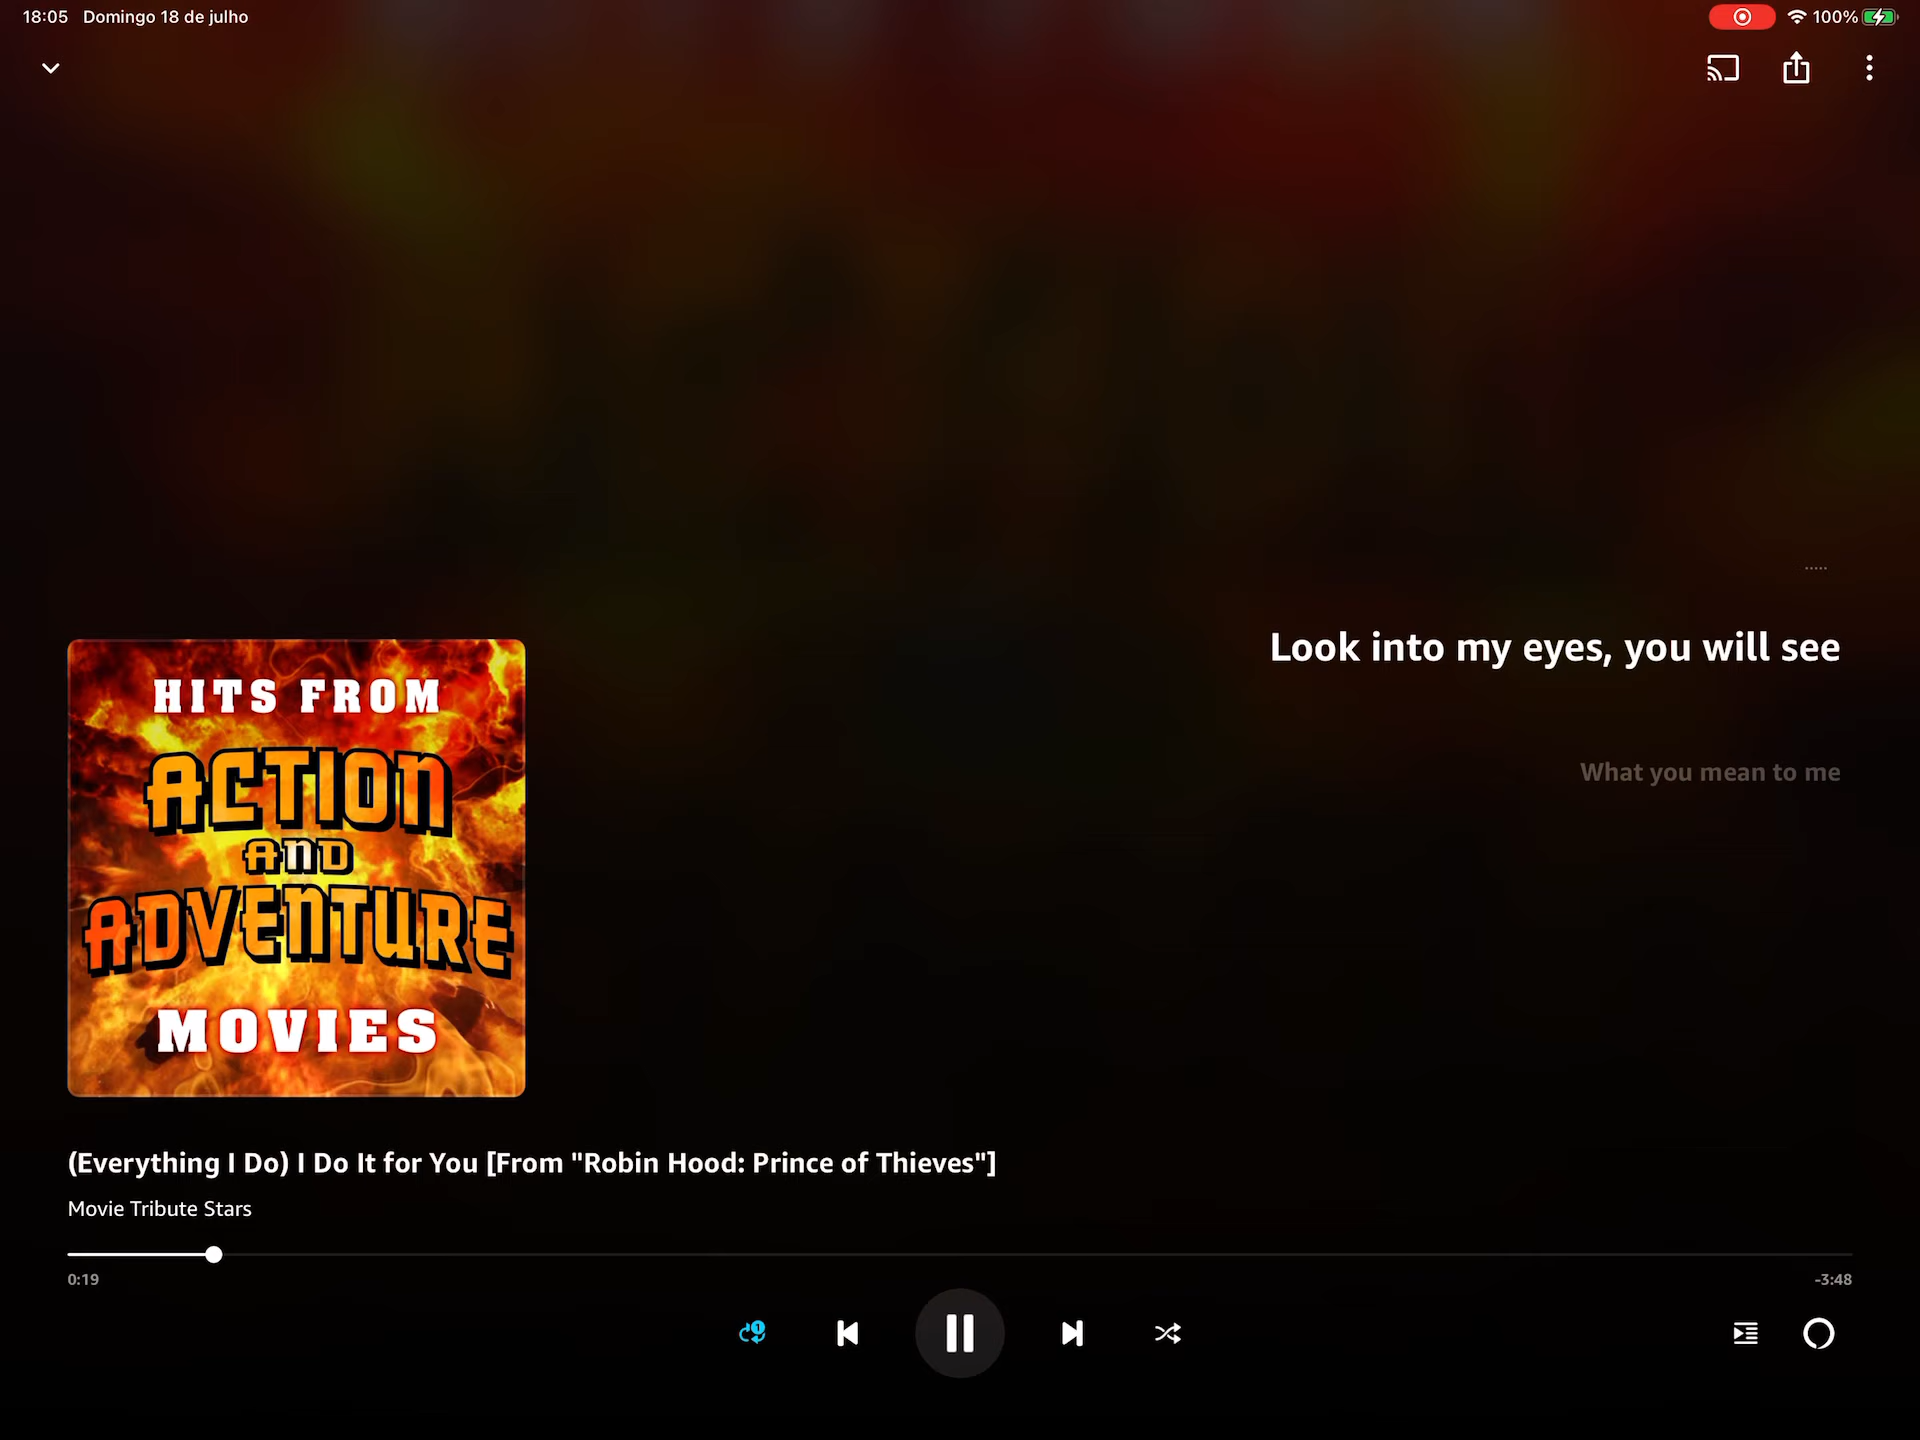 18:05 Domingo 18 de julho
100%
.....
Look into my eyes, you will see
What you mean to me
HITS FROM
ACTION
AND
ADVENTURE
MOVIES
(Everything I Do) I Do It for You [From "Robin Hood: Prince of Thieves"]
Movie Tribute Stars
0:19
-3:48
1